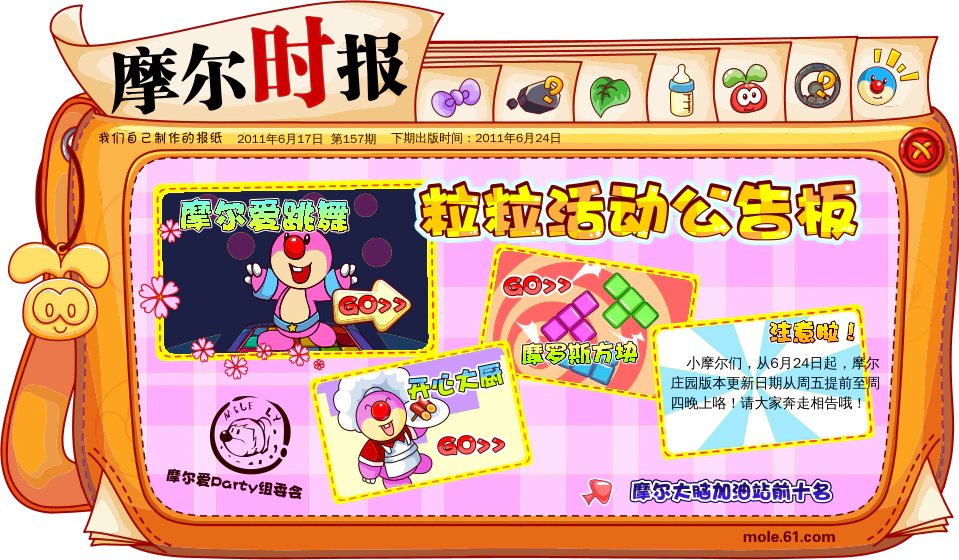 摩尔时报
我们自己制作的报纸 2011年6月17日 第157期 下期出版时间：2011年6月24日
粒粒活动公告板
摩尔爱跳舞
GO>>
GO>>
摩罗斯方块
注意啦！
小摩尔们，从6月24日起，摩尔
庄园版本更新日期从周五提前至周
四晚上咯！请大家奔走相告哦！
开心大厨
GO>>
摩尔爱Party组委会
摩尔大脑加油站前十名
mole.61.com